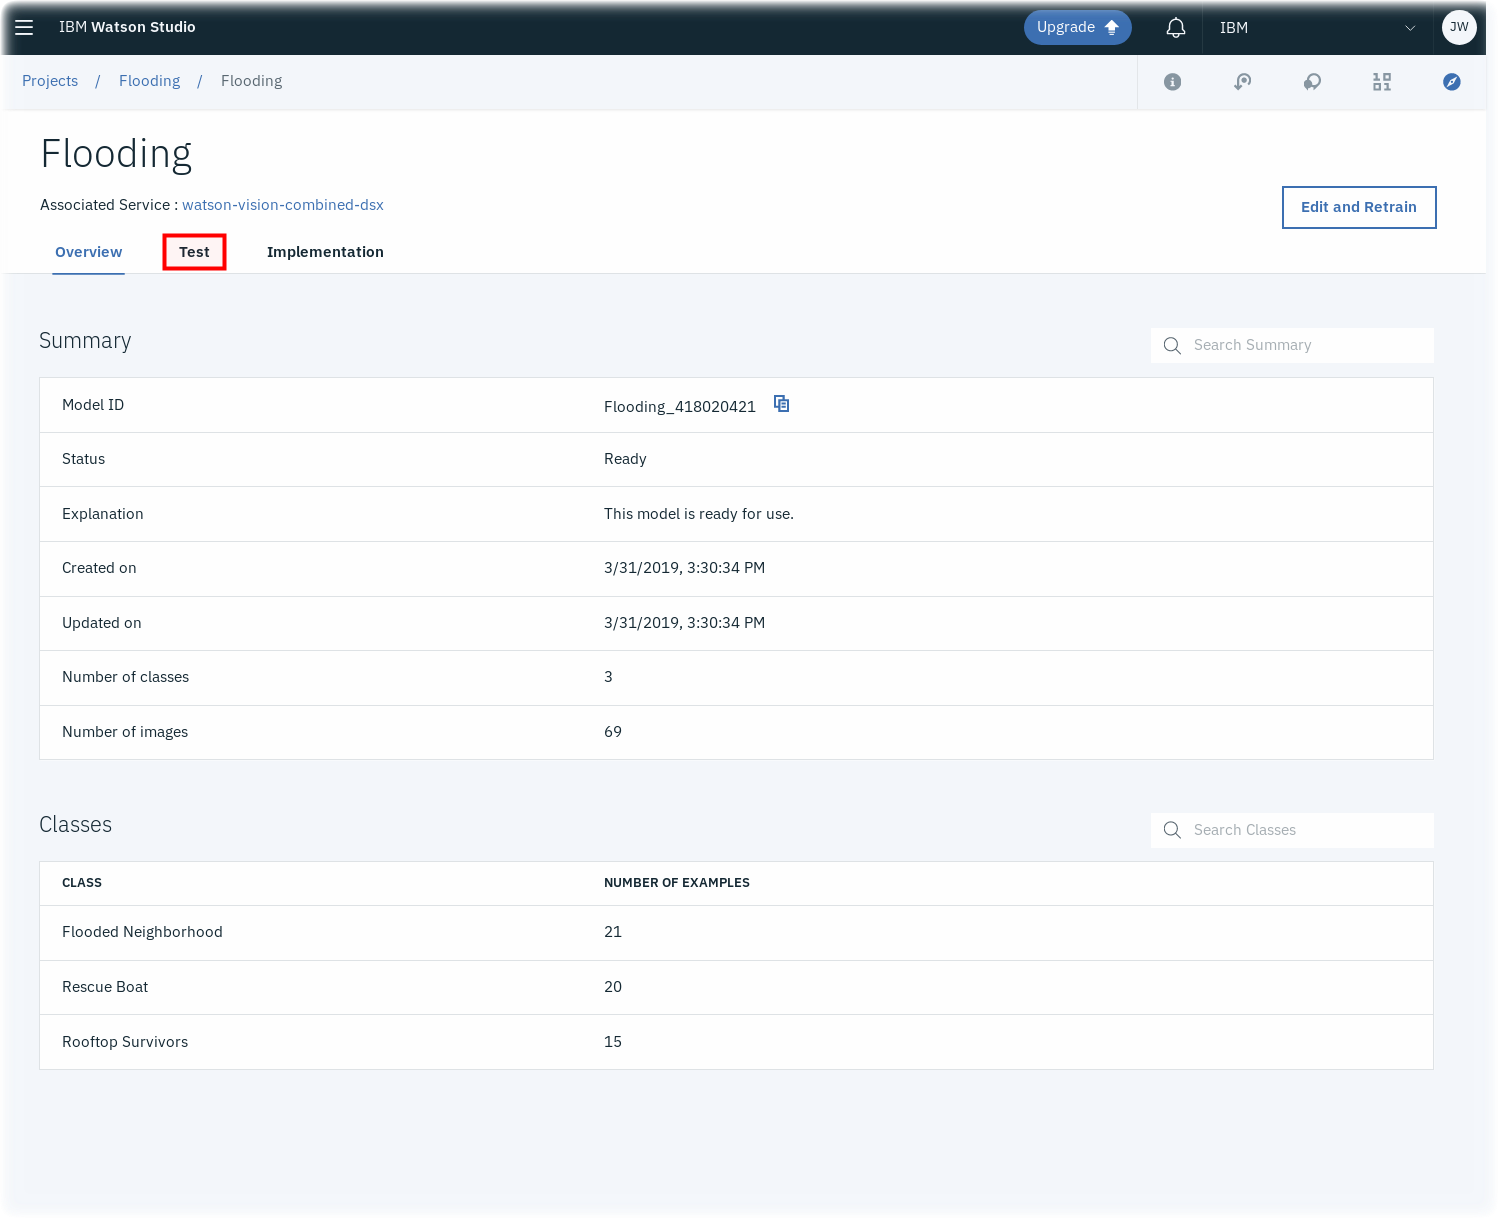 IBM Watson Studio
Upgrade
IBM
JW
Projects / Flooding / Flooding
Flooding
Associated Service : watson-vision-combined-dsx
Edit and Retrain
Overview Test Implementation
Summary
Search Summary
Model ID Flooding_418020421
Status Ready
Explanation This model is ready for use.
Created on 3/31/2019, 3:30:34 PM
Updated on 3/31/2019, 3:30:34 PM
Number of classes 3
Number of images 69
Classes
Search Classes
CLASS NUMBER OF EXAMPLES
Flooded Neighborhood 21
Rescue Boat 20
Rooftop Survivors 15